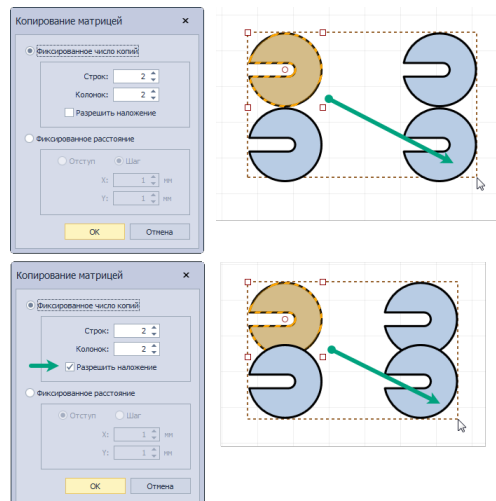 Копирование матрицей ×
Фиксированное число копий
Строк: 2
Колонок: 2
Разрешить наложение
Фиксированное расстояние
Отступ Шаг
X: 1 мм
Y: 1 мм
ОК Отмена
Копирование матрицей ×
Фиксированное число копий
Строк: 2
Колонок: 2
Разрешить наложение
Фиксированное расстояние
Отступ Шаг
X: 1 мм
Y: 1 мм
ОК Отмена